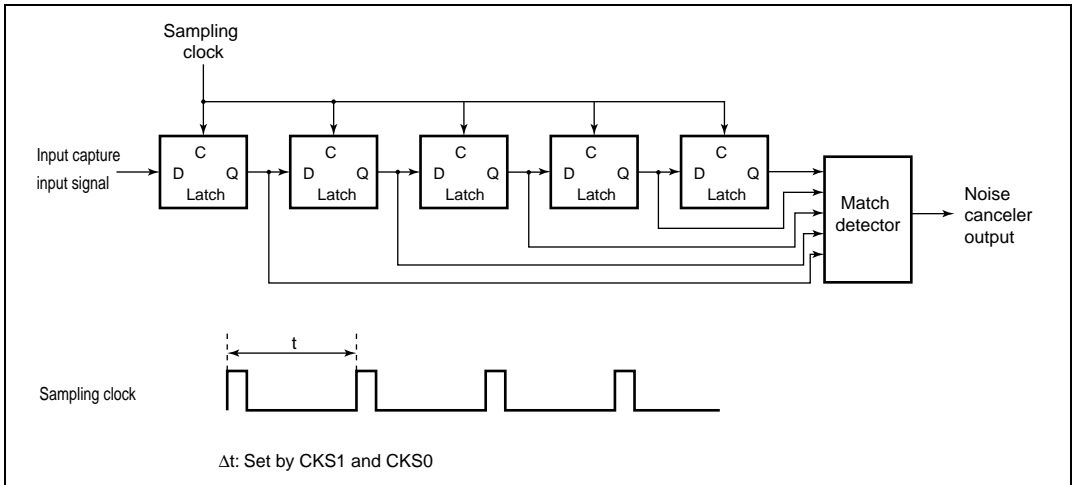 Sampling
clock
Input capture
input signal
C
D Q
Latch
C
D Q
Latch
C
D Q
Latch
C
D Q
Latch
C
D Q
Latch
Match
detector
Noise
canceler
output
t
Sampling clock
Δt: Set by CKS1 and CKS0